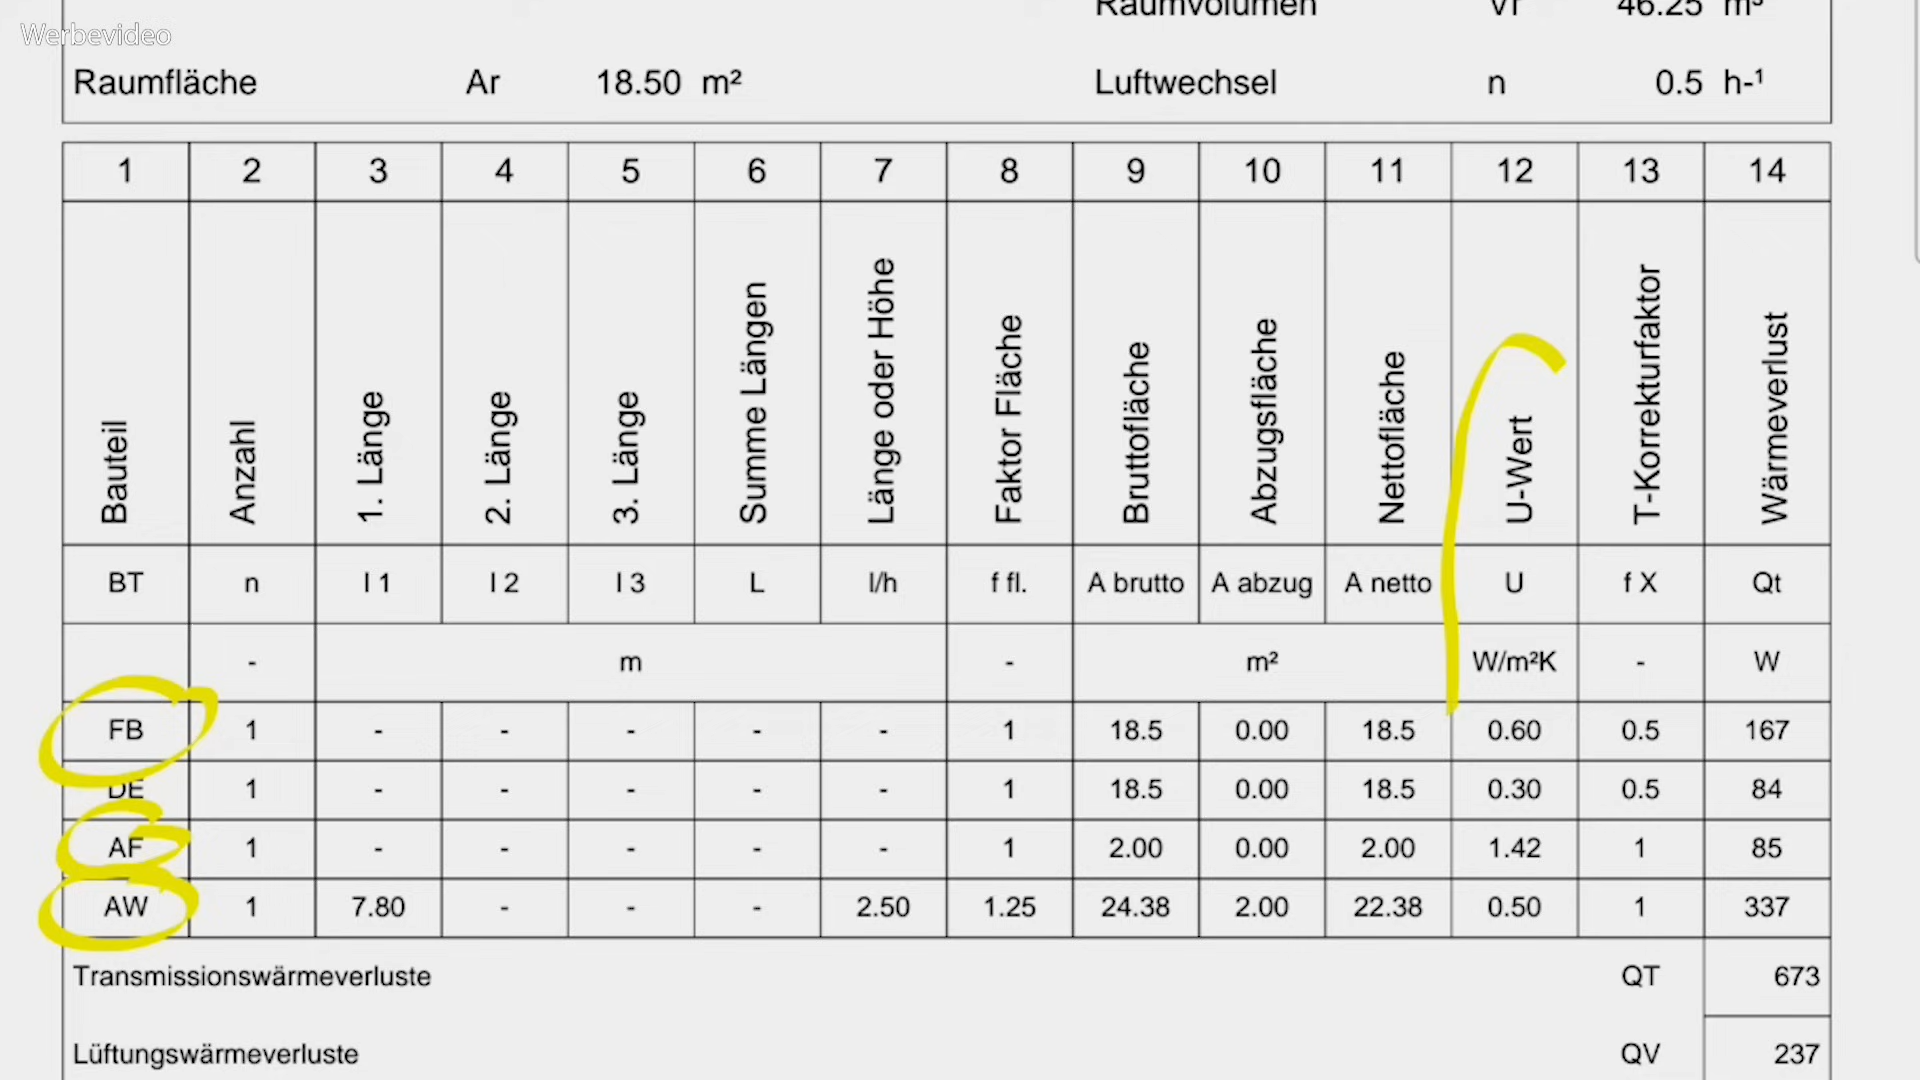 Werbevideo
Raumvolumen Vr 46.25 m³
Raumfläche Ar 18.50 m² Luftwechsel n 0.5 h-¹
1 2 3 4 5 6 7 8 9 10 11 12 13 14
Bauteil Anzahl 1. Länge 2. Länge 3. Länge Summe Längen Länge oder Höhe Faktor Fläche Bruttofläche Abzugsfläche Nettofläche U-Wert T-Korrekturfaktor Wärmeverlust
BT n l 1 l 2 l 3 L l/h f fl. A brutto A abzug A netto U f X Qt
- m - m² W/m²K - W
FB 1 - - - - - 1 18.5 0.00 18.5 0.60 0.5 167
DE 1 - - - - - 1 18.5 0.00 18.5 0.30 0.5 84
AF 1 - - - - - 1 2.00 0.00 2.00 1.42 1 85
AW 1 7.80 - - - 2.50 1.25 24.38 2.00 22.38 0.50 1 337
Transmissionswärmeverluste QT 673
Lüftungswärmeverluste QV 237